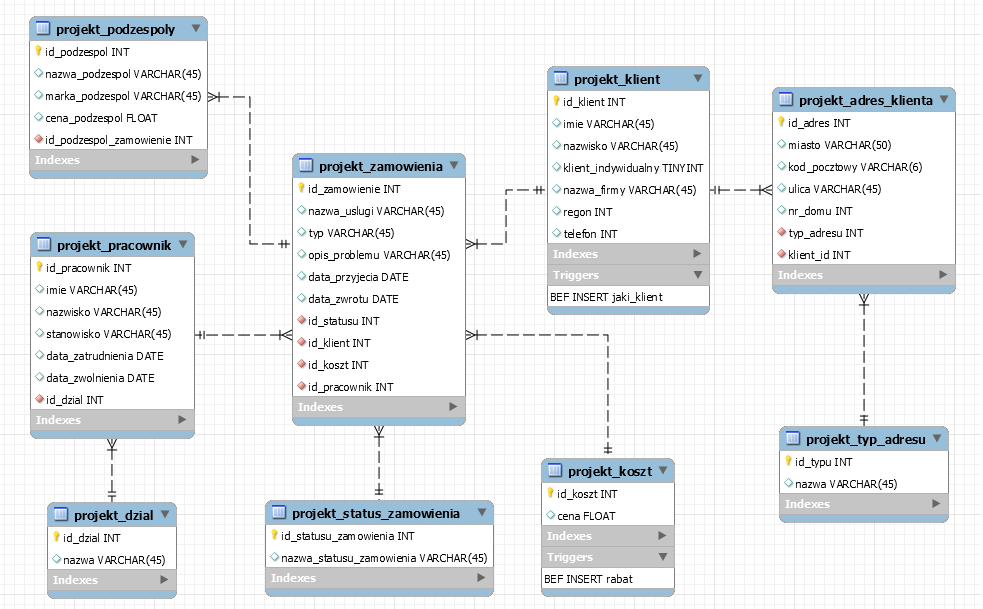 projekt_podzespoly
id_podzespol INT
nazwa_podzespol VARCHAR(45)
marka_podzespol VARCHAR(45)
cena_podzespol FLOAT
id_podzespol_zamowienie INT
Indexes
projekt_pracownik
id_pracownik INT
imie VARCHAR(45)
nazwisko VARCHAR(45)
stanowisko VARCHAR(45)
data_zatrudnienia DATE
data_zwolnienia DATE
id_dzial INT
Indexes
projekt_dzial
id_dzial INT
nazwa VARCHAR(45)
Indexes
projekt_zamowienia
id_zamowienie INT
nazwa_uslugi VARCHAR(45)
typ VARCHAR(45)
opis_problemu VARCHAR(45)
data_przyjecia DATE
data_zwrotu DATE
id_statusu INT
id_klient INT
id_koszt INT
id_pracownik INT
Indexes
projekt_status_zamowienia
id_statusu_zamowienia INT
nazwa_statusu_zamowienia VARCHAR(45)
Indexes
projekt_klient
id_klient INT
imie VARCHAR(45)
nazwisko VARCHAR(45)
klient_indywidualny TINYINT
nazwa_firmy VARCHAR(45)
regon INT
telefon INT
Indexes
Triggers
BEF INSERT jaki_klient
projekt_koszt
id_koszt INT
cena FLOAT
Indexes
Triggers
BEF INSERT rabat
projekt_adres_klienta
id_adres INT
miasto VARCHAR(50)
kod_pocztowy VARCHAR(6)
ulica VARCHAR(45)
nr_domu INT
typ_adresu INT
klient_id INT
Indexes
projekt_typ_adresu
id_typu INT
nazwa VARCHAR(45)
Indexes